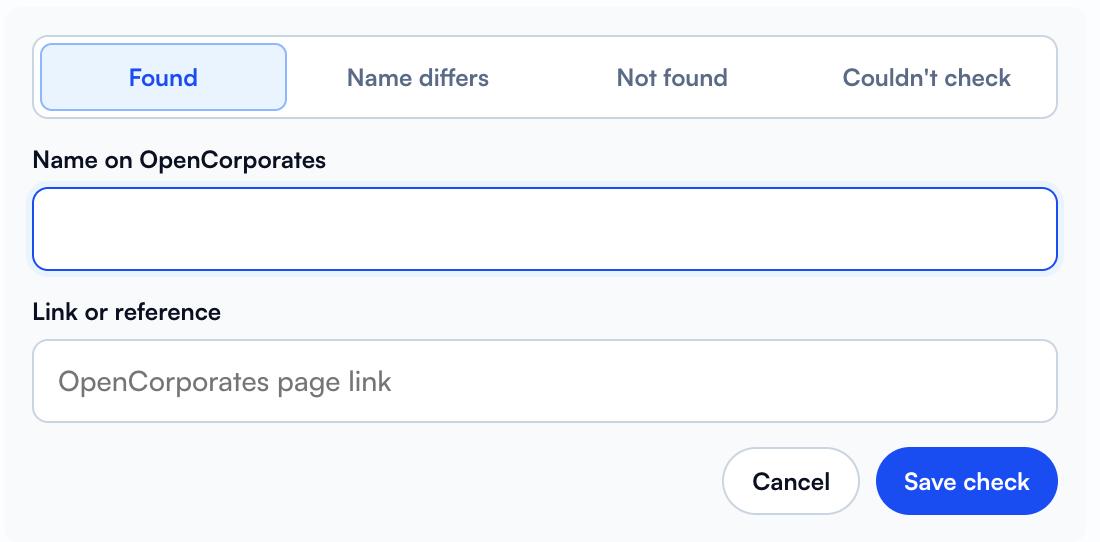 Found Name differs Not found Couldn't check
Name on OpenCorporates
Link or reference
OpenCorporates page link
Cancel Save check